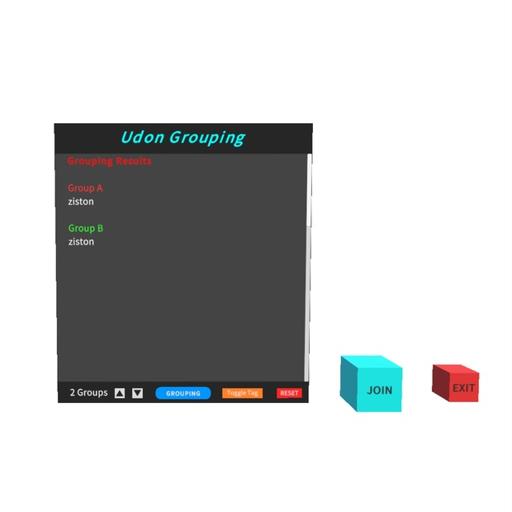 Udon Grouping
Grouping Results
Group A
ziston
Group B
ziston
2 Groups
GROUPING
Toggle Tag
RESET
JOIN
EXIT